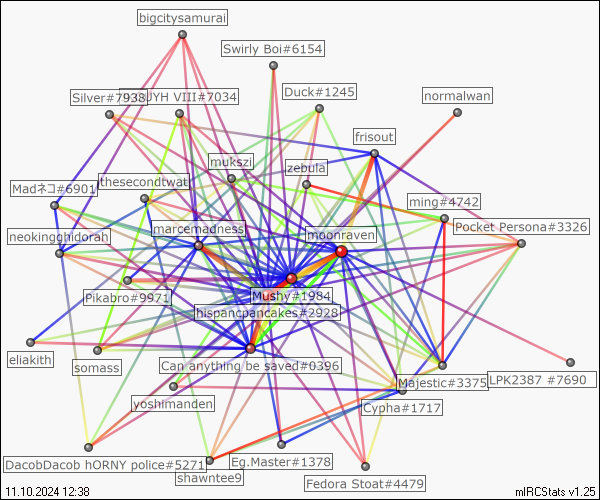 bigcitysamurai
Swirly Boi#6154
Silver#7938
JYH VIII#7034
Duck#1245
normalwan
frisout
mukszi
zebula
Madネコ#6901
thesecondtwat
ming#4742
marcemadness
moonraven
Pocket Persona#3326
neokingghidorah
Pikabro#9971
Mushy#1984
hispancpancakes#2928
eliakith
somass
Can anything be saved#0396
Majestic#3375
LPK2387 #7690
yoshimanden
Cypha#1717
DacobDacob hORNY police#5271
shawntee9
Eg.Master#1378
Fedora Stoat#4479
11.10.2024 12:38
mIRCStats v1.25